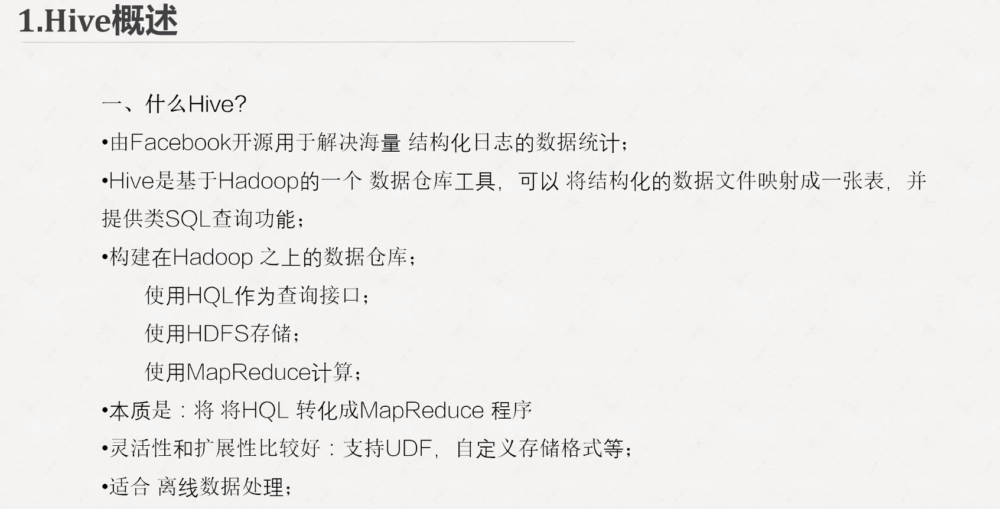 1.Hive概述
一、什么Hive?
•由Facebook开源用于解决海量 结构化日志的数据统计;
•Hive是基于Hadoop的一个 数据仓库工具，可以 将结构化的数据文件映射成一张表，并
提供类SQL查询功能;
•构建在Hadoop 之上的数据仓库;
使用HQL作为查询接口;
使用HDFS存储;
使用MapReduce计算;
•本质是：将 将HQL 转化成MapReduce 程序
•灵活性和扩展性比较好：支持UDF，自定义存储格式等;
•适合 离线数据处理;